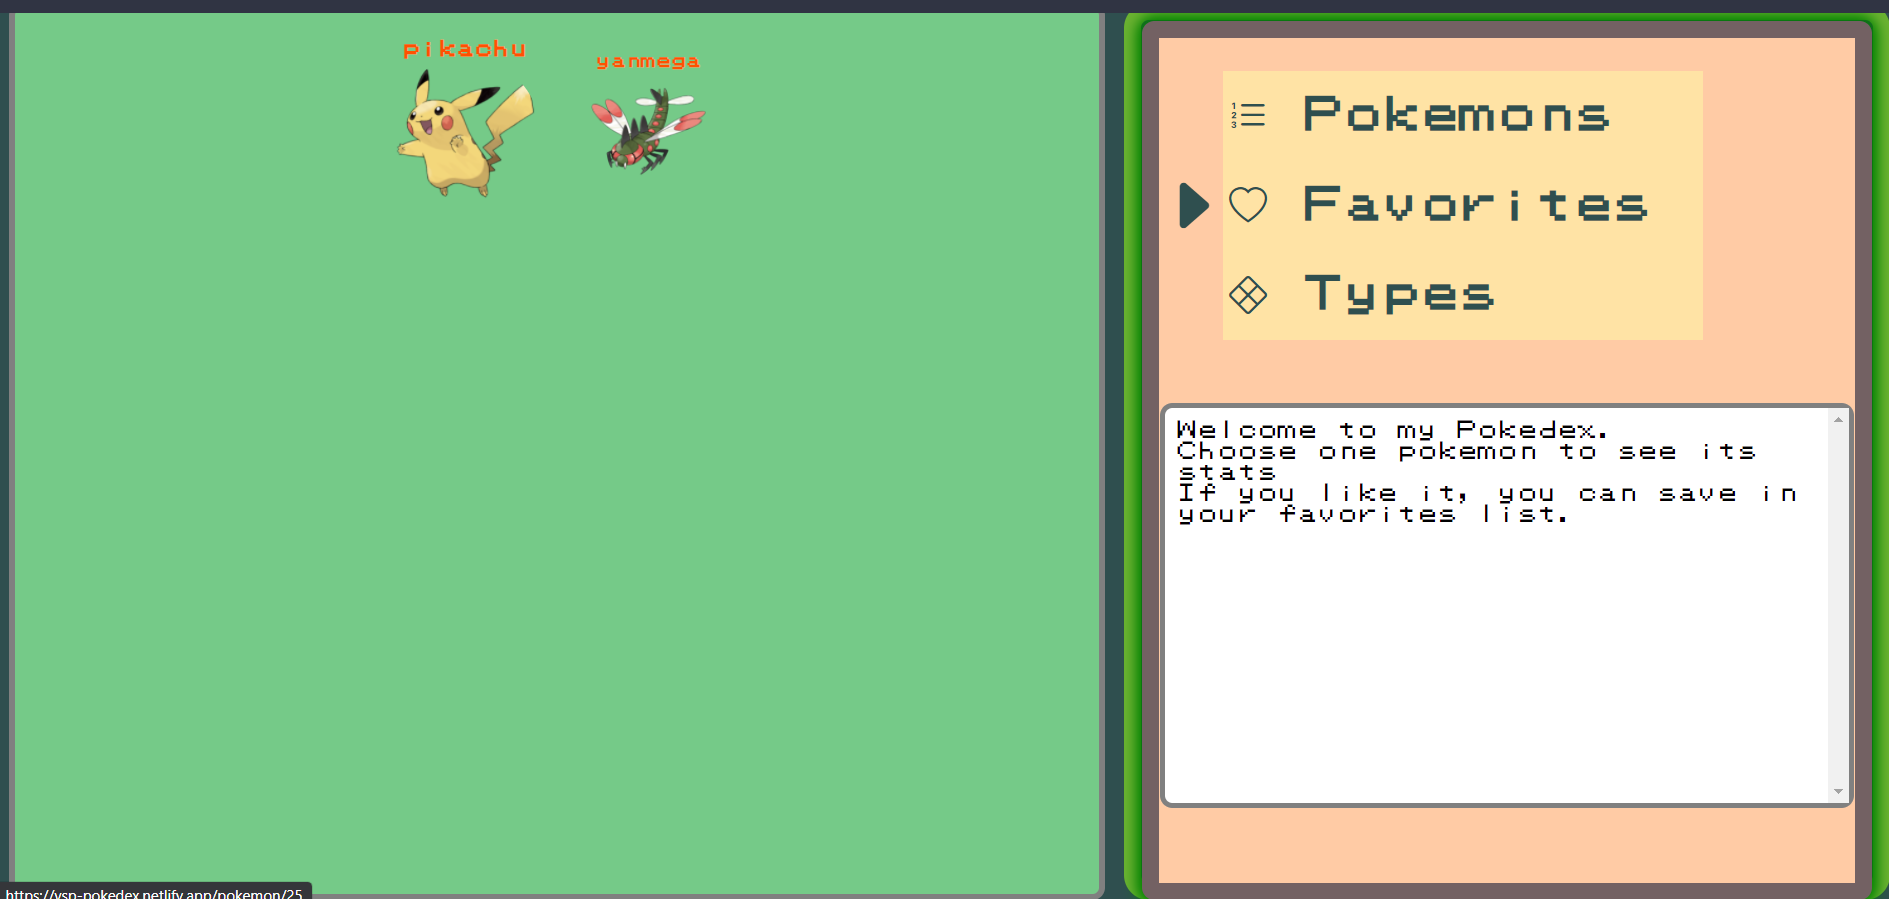 pikachu
yanmega
Pokemons
Favorites
Types
Welcome to my Pokedex.
Choose one pokemon to see its
stats
If you like it, you can save in
your favorites list.
https://ysp-pokedex.netlify.app/pokemon/25